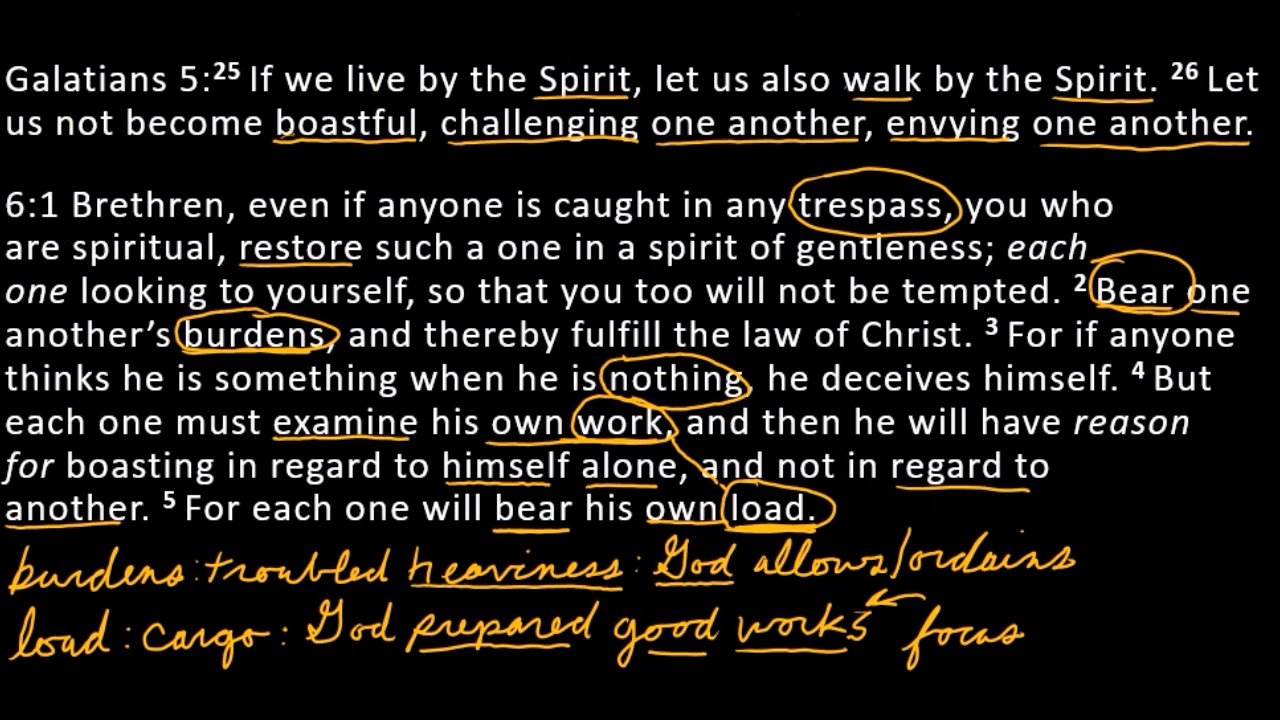 Galatians 5:²⁵ If we live by the Spirit, let us also walk by the Spirit. ²⁶ Let
us not become boastful, challenging one another, envying one another.
6:1 Brethren, even if anyone is caught in any trespass, you who
are spiritual, restore such a one in a spirit of gentleness; each
one looking to yourself, so that you too will not be tempted. ² Bear one
another’s burdens, and thereby fulfill the law of Christ. ³ For if anyone
thinks he is something when he is nothing, he deceives himself. ⁴ But
each one must examine his own work, and then he will have reason
for boasting in regard to himself alone, and not in regard to
another. ⁵ For each one will bear his own load.
burdens: troubled heaviness: God allows/ordains
load: cargo: God prepared good works focus